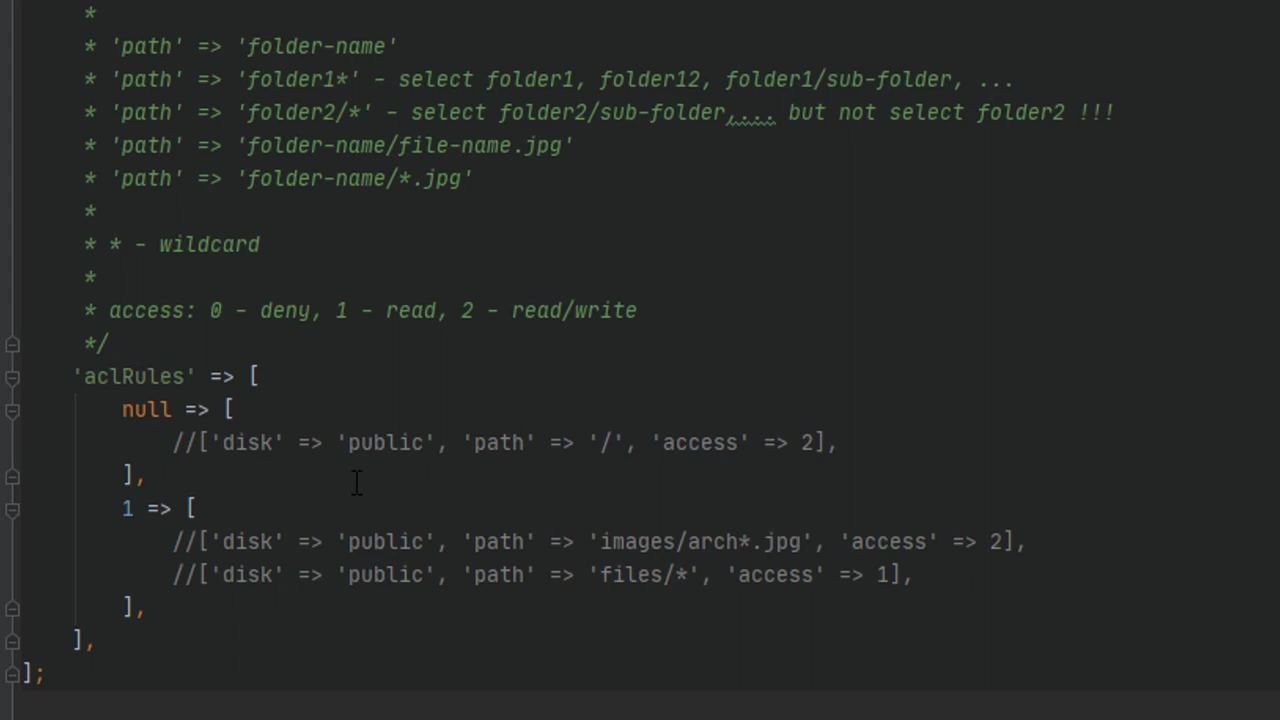 *
* 'path' => 'folder-name'
* 'path' => 'folder1*' - select folder1, folder12, folder1/sub-folder, ...
* 'path' => 'folder2/*' - select folder2/sub-folder,... but not select folder2 !!!
* 'path' => 'folder-name/file-name.jpg'
* 'path' => 'folder-name/*.jpg'
*
* * - wildcard
*
* access: 0 - deny, 1 - read, 2 - read/write
*/
'aclRules' => [
null => [
//['disk' => 'public', 'path' => '/', 'access' => 2],
],
1 => [
//['disk' => 'public', 'path' => 'images/arch*.jpg', 'access' => 2],
//['disk' => 'public', 'path' => 'files/*', 'access' => 1],
],
],
];